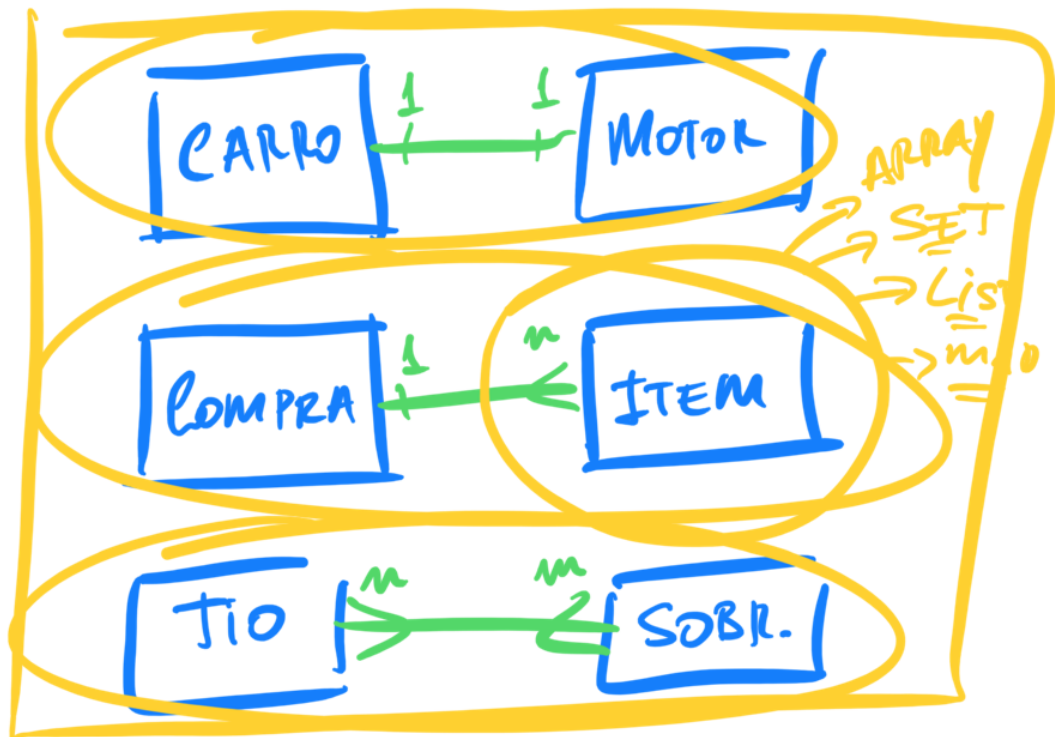 1 1
CARRO MOTOR
ARRAY
SET
LIST
1 n
COMPRA ITEM
n m
TIO SOBR.